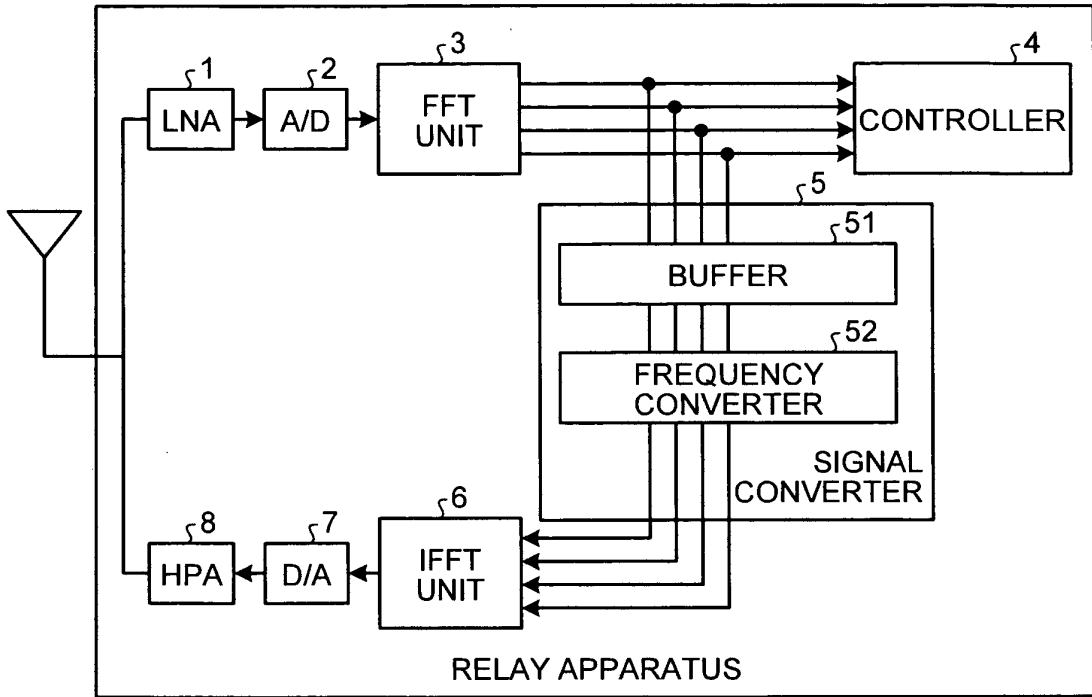 1
LNA
2
A/D
3
FFT
UNIT
4
CONTROLLER
5
51
BUFFER
52
FREQUENCY
CONVERTER
SIGNAL
CONVERTER
6
IFFT
UNIT
7
D/A
8
HPA
RELAY APPARATUS